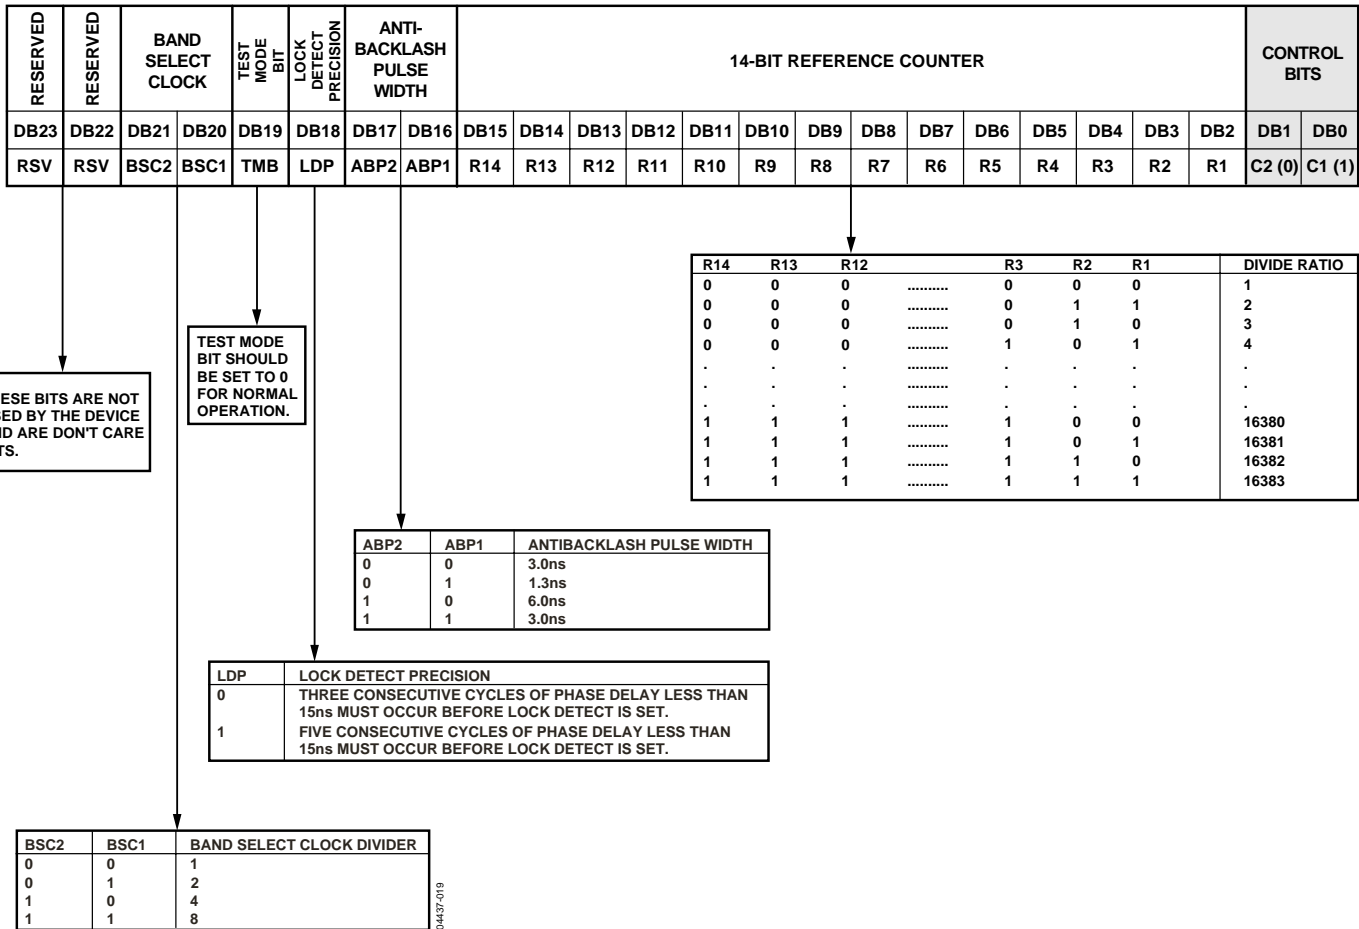 RESERVED
RESERVED
BAND SELECT CLOCK
TEST MODE BIT
LOCK DETECT PRECISION
ANTI-BACKLASH PULSE WIDTH
14-BIT REFERENCE COUNTER
CONTROL BITS
DB23 DB22 DB21 DB20 DB19 DB18 DB17 DB16 DB15 DB14 DB13 DB12 DB11 DB10 DB9 DB8 DB7 DB6 DB5 DB4 DB3 DB2 DB1 DB0
RSV RSV BSC2 BSC1 TMB LDP ABP2 ABP1 R14 R13 R12 R11 R10 R9 R8 R7 R6 R5 R4 R3 R2 R1 C2 (0) C1 (1)
R14 R13 R12 R3 R2 R1 DIVIDE RATIO
0 0 0 .......... 0 0 0 1
0 0 0 .......... 0 1 1 2
0 0 0 .......... 0 1 0 3
0 0 0 .......... 1 0 1 4
. . . .......... . . . .
. . . .......... . . . .
. . . .......... . . . .
1 1 1 .......... 1 0 0 16380
1 1 1 .......... 1 0 1 16381
1 1 1 .......... 1 1 0 16382
1 1 1 .......... 1 1 1 16383
TEST MODE
BIT SHOULD
BE SET TO 0
FOR NORMAL
OPERATION.
ESE BITS ARE NOT
ED BY THE DEVICE
D ARE DON'T CARE
TS.
ABP2 ABP1 ANTIBACKLASH PULSE WIDTH
0 0 3.0ns
0 1 1.3ns
1 0 6.0ns
1 1 3.0ns
LDP LOCK DETECT PRECISION
0 THREE CONSECUTIVE CYCLES OF PHASE DELAY LESS THAN
15ns MUST OCCUR BEFORE LOCK DETECT IS SET.
1 FIVE CONSECUTIVE CYCLES OF PHASE DELAY LESS THAN
15ns MUST OCCUR BEFORE LOCK DETECT IS SET.
BSC2 BSC1 BAND SELECT CLOCK DIVIDER
0 0 1
0 1 2
1 0 4
1 1 8
04437-019